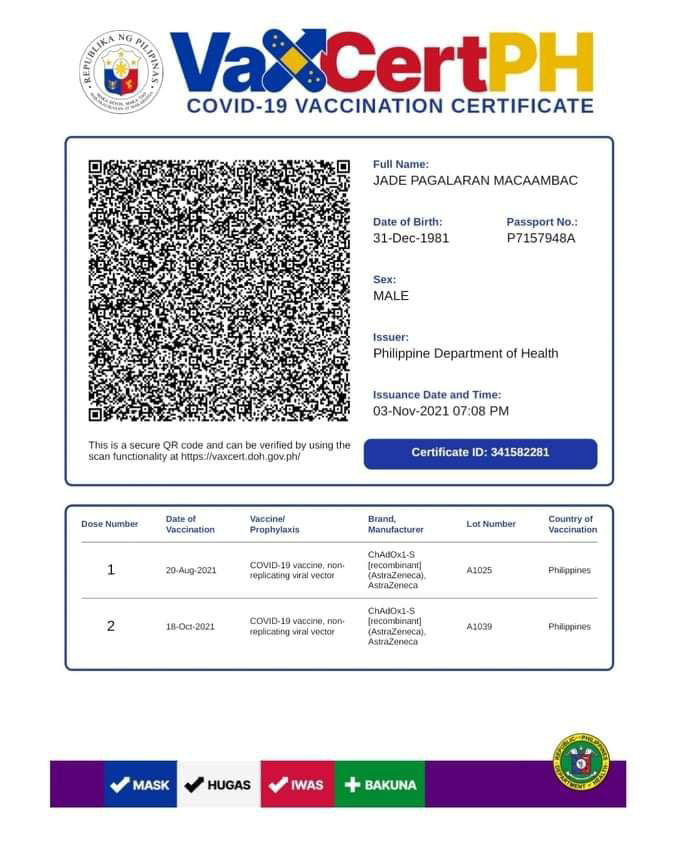 REPUBLIKA NG PILIPINAS
VaXCertPH
COVID-19 VACCINATION CERTIFICATE
Full Name:
JADE PAGALARAN MACAAMBAC
Date of Birth: Passport No.:
31-Dec-1981 P7157948A
Sex:
MALE
Issuer:
Philippine Department of Health
Issuance Date and Time:
03-Nov-2021 07:08 PM
This is a secure QR code and can be verified by using the
scan functionality at https://vaxcert.doh.gov.ph/
Certificate ID: 341582281
Dose Number
Date of
Vaccination
Vaccine/
Prophylaxis
Brand,
Manufacturer
Lot Number
Country of
Vaccination
1
20-Aug-2021
COVID-19 vaccine, non-
replicating viral vector
ChAdOx1-S
[recombinant]
(AstraZeneca),
AstraZeneca
A1025
Philippines
2
18-Oct-2021
COVID-19 vaccine, non-
replicating viral vector
ChAdOx1-S
[recombinant]
(AstraZeneca),
AstraZeneca
A1039
Philippines
MASK HUGAS IWAS BAKUNA
REPUBLIC PHILIPPINES
DEPARTMENT HEALTH